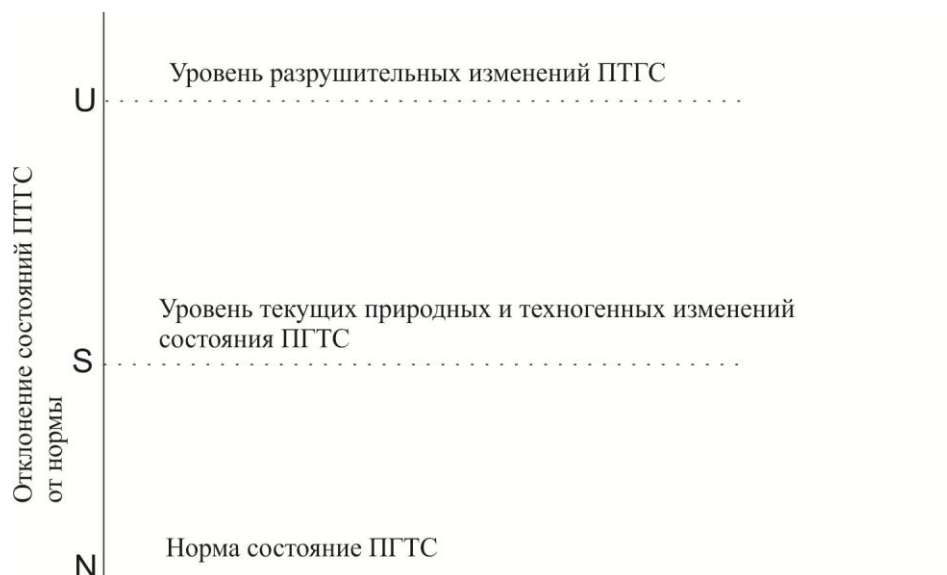 Уровень разрушительных изменений ПТГС
U
Отклонение состояний ПТГС
от нормы
Уровень текущих природных и техногенных изменений
состояния ПГТС
S
Норма состояние ПГТС
N